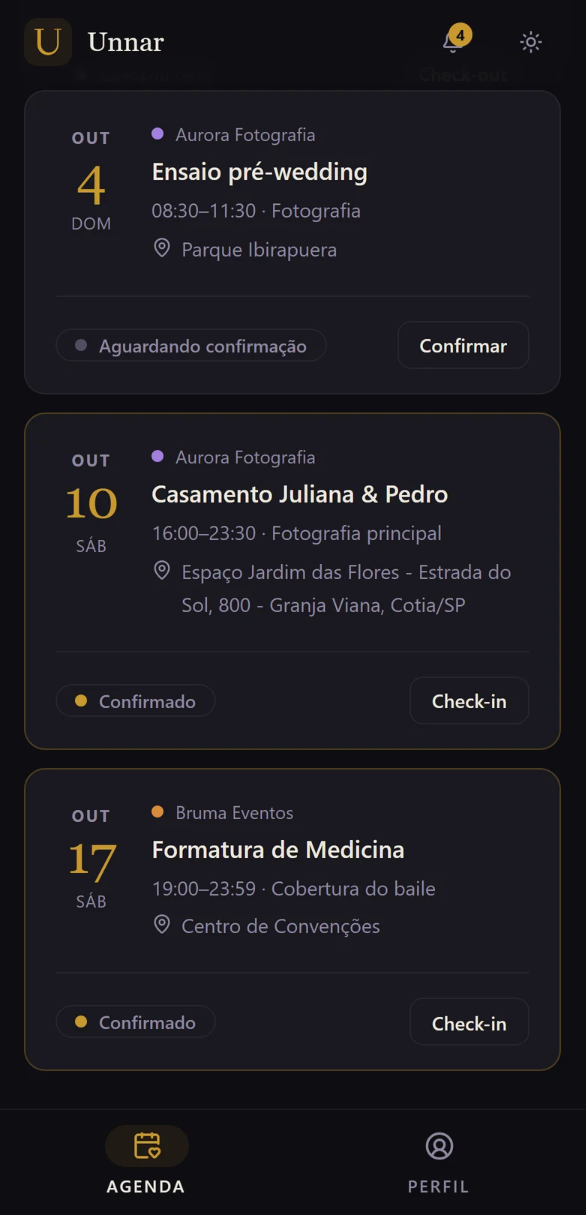 U Unnar
4
Check-out
OUT
4
DOM
Aurora Fotografia
Ensaio pré-wedding
08:30–11:30 · Fotografia
Parque Ibirapuera
Aguardando confirmação
Confirmar
OUT
10
SÁB
Aurora Fotografia
Casamento Juliana & Pedro
16:00–23:30 · Fotografia principal
Espaço Jardim das Flores - Estrada do
Sol, 800 - Granja Viana, Cotia/SP
Confirmado
Check-in
OUT
17
SÁB
Bruma Eventos
Formatura de Medicina
19:00–23:59 · Cobertura do baile
Centro de Convenções
Confirmado
Check-in
AGENDA
PERFIL